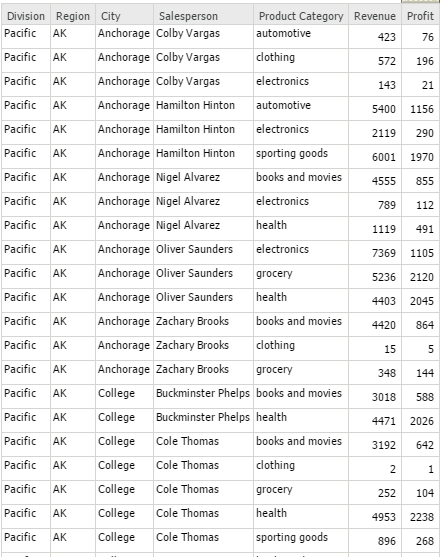 Division Region City Salesperson Product Category Revenue Profit
Pacific AK Anchorage Colby Vargas automotive 423 76
Pacific AK Anchorage Colby Vargas clothing 572 196
Pacific AK Anchorage Colby Vargas electronics 143 21
Pacific AK Anchorage Hamilton Hinton automotive 5400 1156
Pacific AK Anchorage Hamilton Hinton electronics 2119 290
Pacific AK Anchorage Hamilton Hinton sporting goods 6001 1970
Pacific AK Anchorage Nigel Alvarez books and movies 4555 855
Pacific AK Anchorage Nigel Alvarez electronics 789 112
Pacific AK Anchorage Nigel Alvarez health 1119 491
Pacific AK Anchorage Oliver Saunders electronics 7369 1105
Pacific AK Anchorage Oliver Saunders grocery 5236 2120
Pacific AK Anchorage Oliver Saunders health 4403 2045
Pacific AK Anchorage Zachary Brooks books and movies 4420 864
Pacific AK Anchorage Zachary Brooks clothing 15 5
Pacific AK Anchorage Zachary Brooks grocery 348 144
Pacific AK College Buckminster Phelps books and movies 3018 588
Pacific AK College Buckminster Phelps health 4471 2026
Pacific AK College Cole Thomas books and movies 3192 642
Pacific AK College Cole Thomas clothing 2 1
Pacific AK College Cole Thomas grocery 252 104
Pacific AK College Cole Thomas health 4953 2238
Pacific AK College Cole Thomas sporting goods 896 268